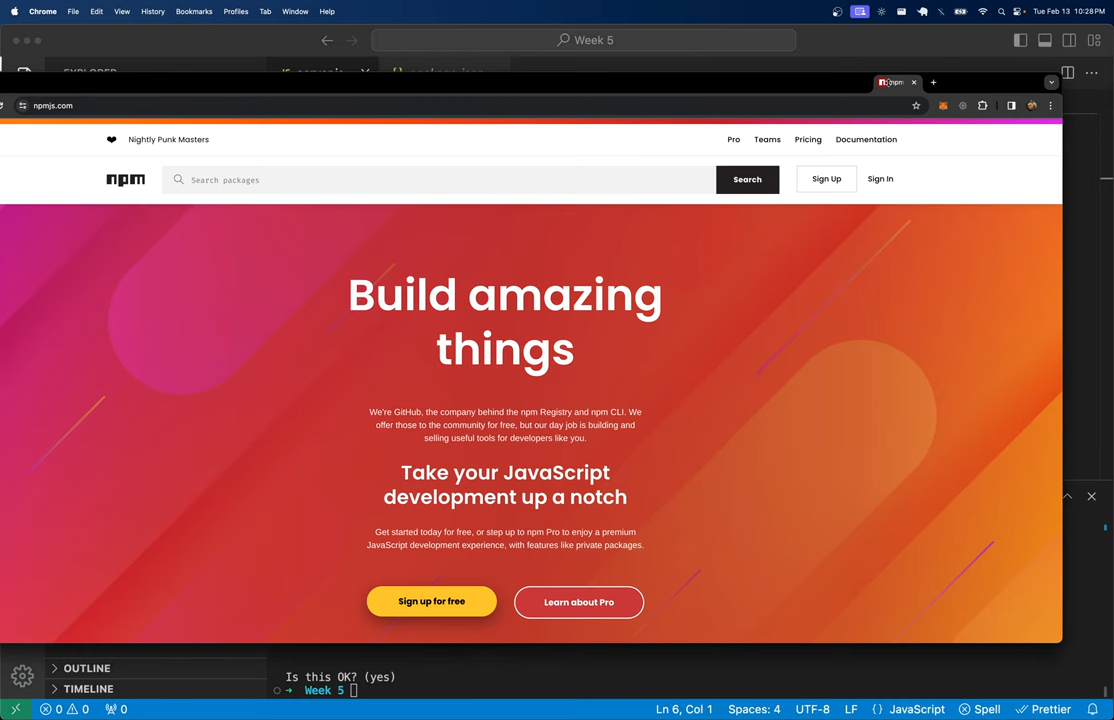 Chrome File Edit View History Bookmarks Profiles Tab Window Help Tue Feb 13 10:28 PM
Week 5
npm
npmjs.com
Nightly Punk Masters Pro Teams Pricing Documentation
npm Search packages Search Sign Up Sign In
Build amazing
things
We're GitHub, the company behind the npm Registry and npm CLI. We
offer those to the community for free, but our day job is building and
selling useful tools for developers like you.
Take your JavaScript
development up a notch
Get started today for free, or step up to npm Pro to enjoy a premium
JavaScript development experience, with features like private packages.
Sign up for free Learn about Pro
OUTLINE
TIMELINE
Is this OK? (yes)
Week 5
0 0 0 Ln 6, Col 1 Spaces: 4 UTF-8 LF {} JavaScript Spell Prettier